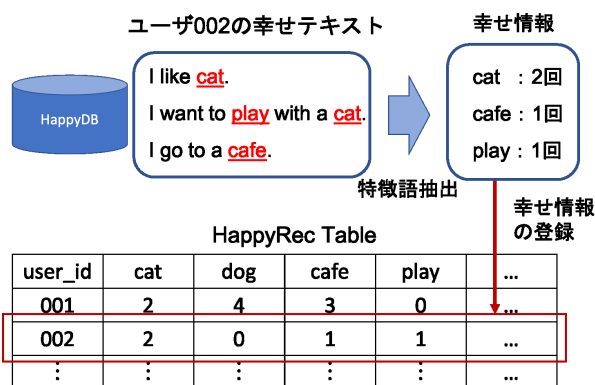 ユーザ002の幸せテキスト
幸せ情報
HappyDB
I like cat.
I want to play with a cat.
I go to a cafe.
cat : 2回
cafe : 1回
play : 1回
特徴語抽出
幸せ情報
の登録
HappyRec Table
user_id cat dog cafe play ...
001 2 4 3 0 ...
002 2 0 1 1 ...
⋮ ⋮ ⋮ ⋮ ⋮ ...